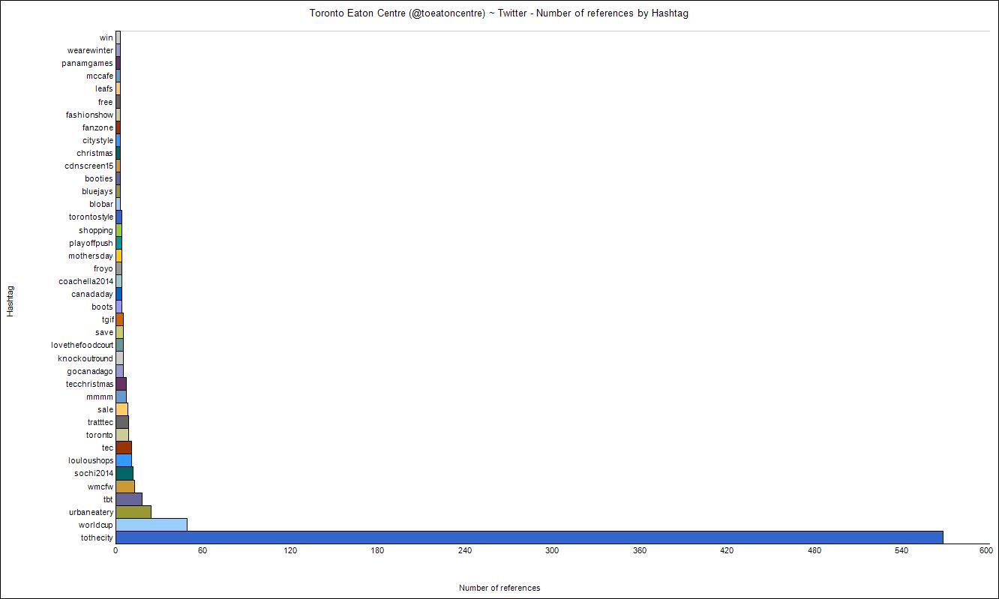 Toronto Eaton Centre (@toeatoncentre) ~ Twitter - Number of references by Hashtag
win
wearewinter
panamgames
mccafe
leafs
free
fashionshow
fanzone
citystyle
christmas
cdnscreen15
booties
bluejays
blobar
torontostyle
shopping
playoffpush
mothersday
froyo
coachella2014
canadaday
boots
tgif
save
lovethefoodcourt
knockoutround
gocanadago
tecchristmas
mmmm
sale
tratttec
toronto
tec
louloushops
sochi2014
wmcfw
tbt
urbaneatery
worldcup
tothecity
Hashtag
0 60 120 180 240 300 360 420 480 540 600
Number of references